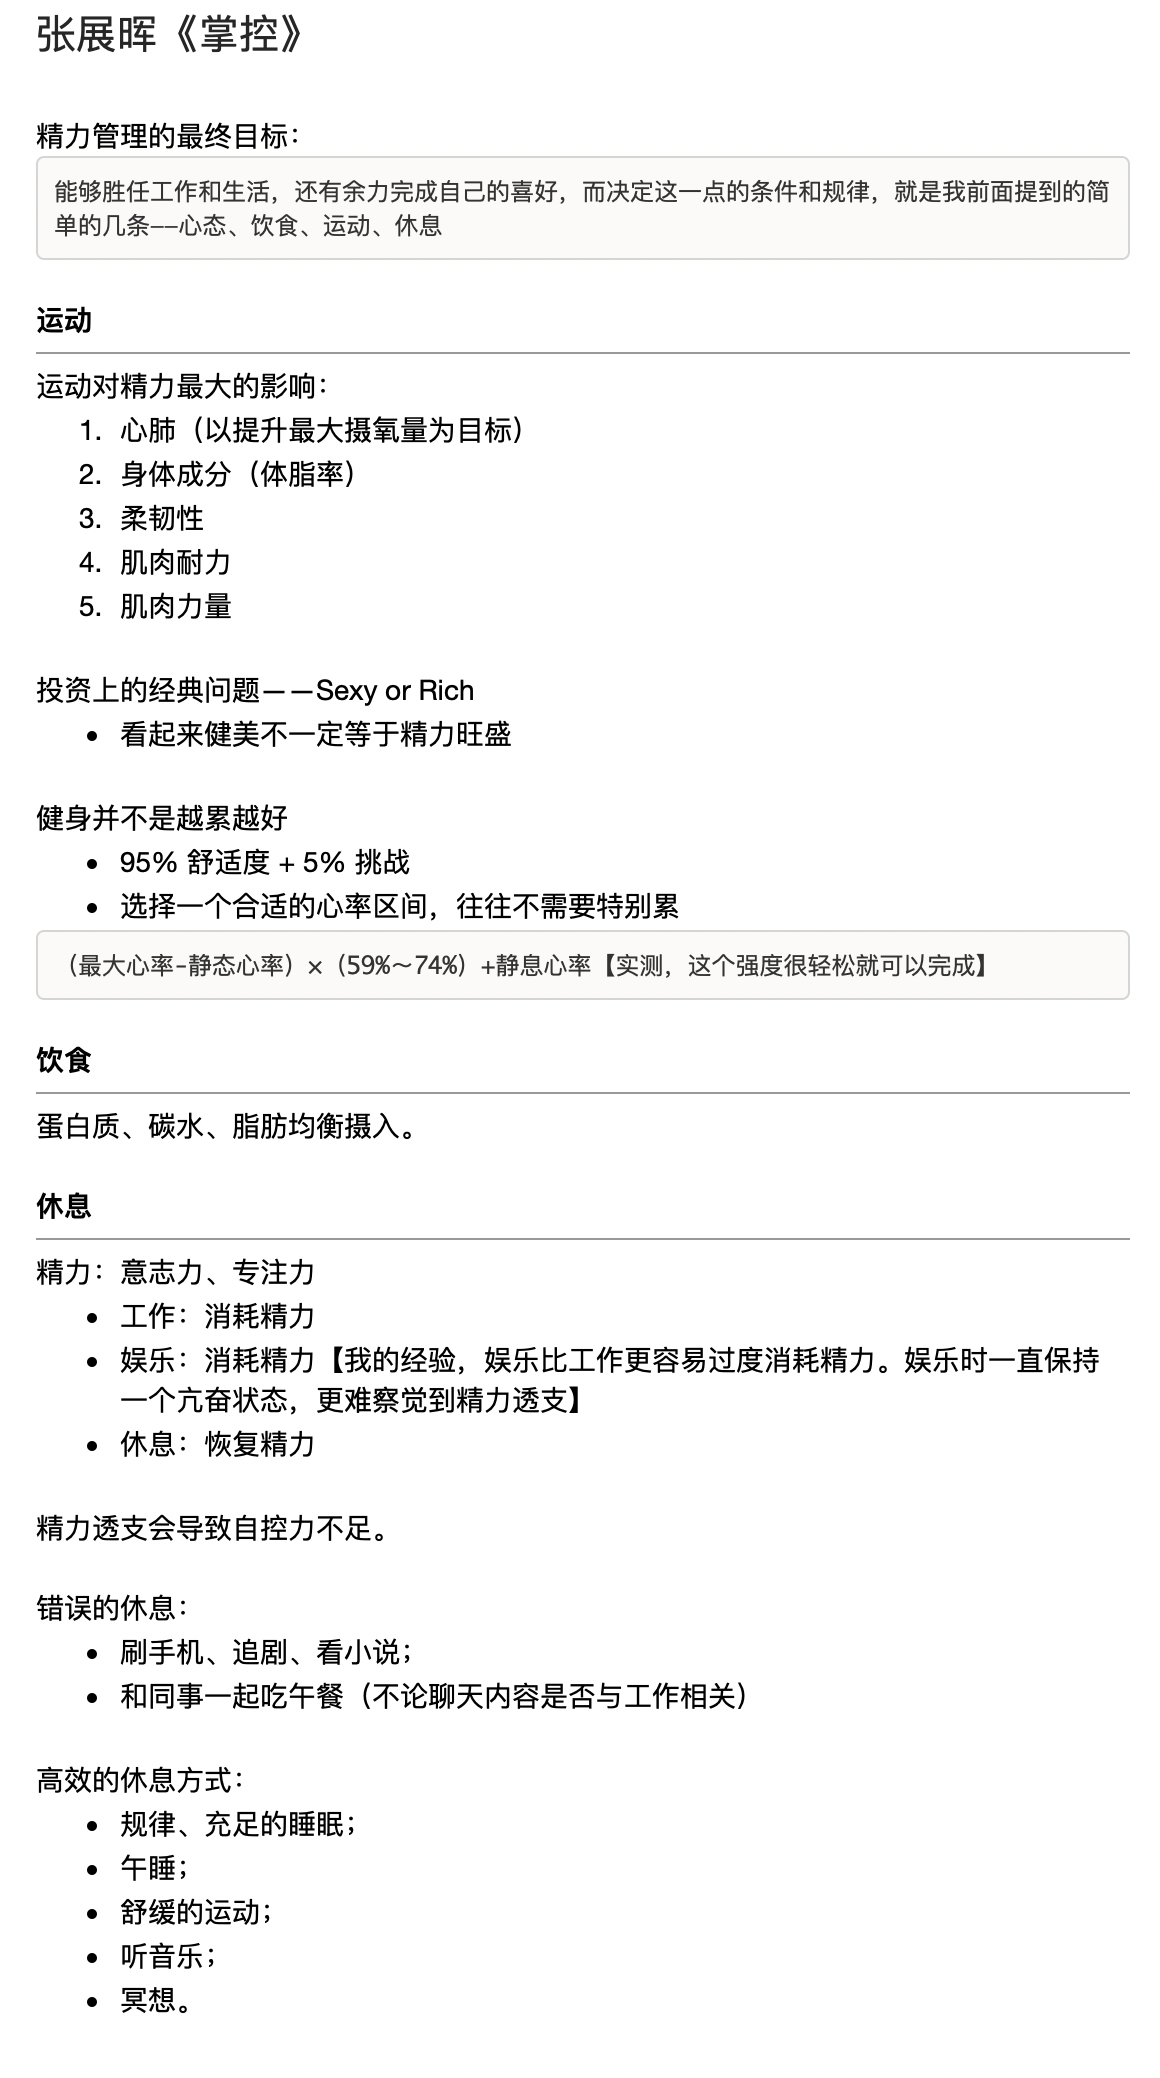 张展晖《掌控》
精力管理的最终目标：
能够胜任工作和生活，还有余力完成自己的喜好，而决定这一点的条件和规律，就是我前面提到的简
单的几条——心态、饮食、运动、休息
运动
运动对精力最大的影响：
1. 心肺（以提升最大摄氧量为目标）
2. 身体成分（体脂率）
3. 柔韧性
4. 肌肉耐力
5. 肌肉力量
投资上的经典问题——Sexy or Rich
• 看起来健美不一定等于精力旺盛
健身并不是越累越好
• 95% 舒适度 + 5% 挑战
• 选择一个合适的心率区间，往往不需要特别累
（最大心率-静态心率）×（59%～74%）+静息心率【实测，这个强度很轻松就可以完成】
饮食
蛋白质、碳水、脂肪均衡摄入。
休息
精力：意志力、专注力
• 工作：消耗精力
• 娱乐：消耗精力【我的经验，娱乐比工作更容易过度消耗精力。娱乐时一直保持
一个亢奋状态，更难察觉到精力透支】
• 休息：恢复精力
精力透支会导致自控力不足。
错误的休息：
• 刷手机、追剧、看小说；
• 和同事一起吃午餐（不论聊天内容是否与工作相关）
高效的休息方式：
• 规律、充足的睡眠；
• 午睡；
• 舒缓的运动；
• 听音乐；
• 冥想。